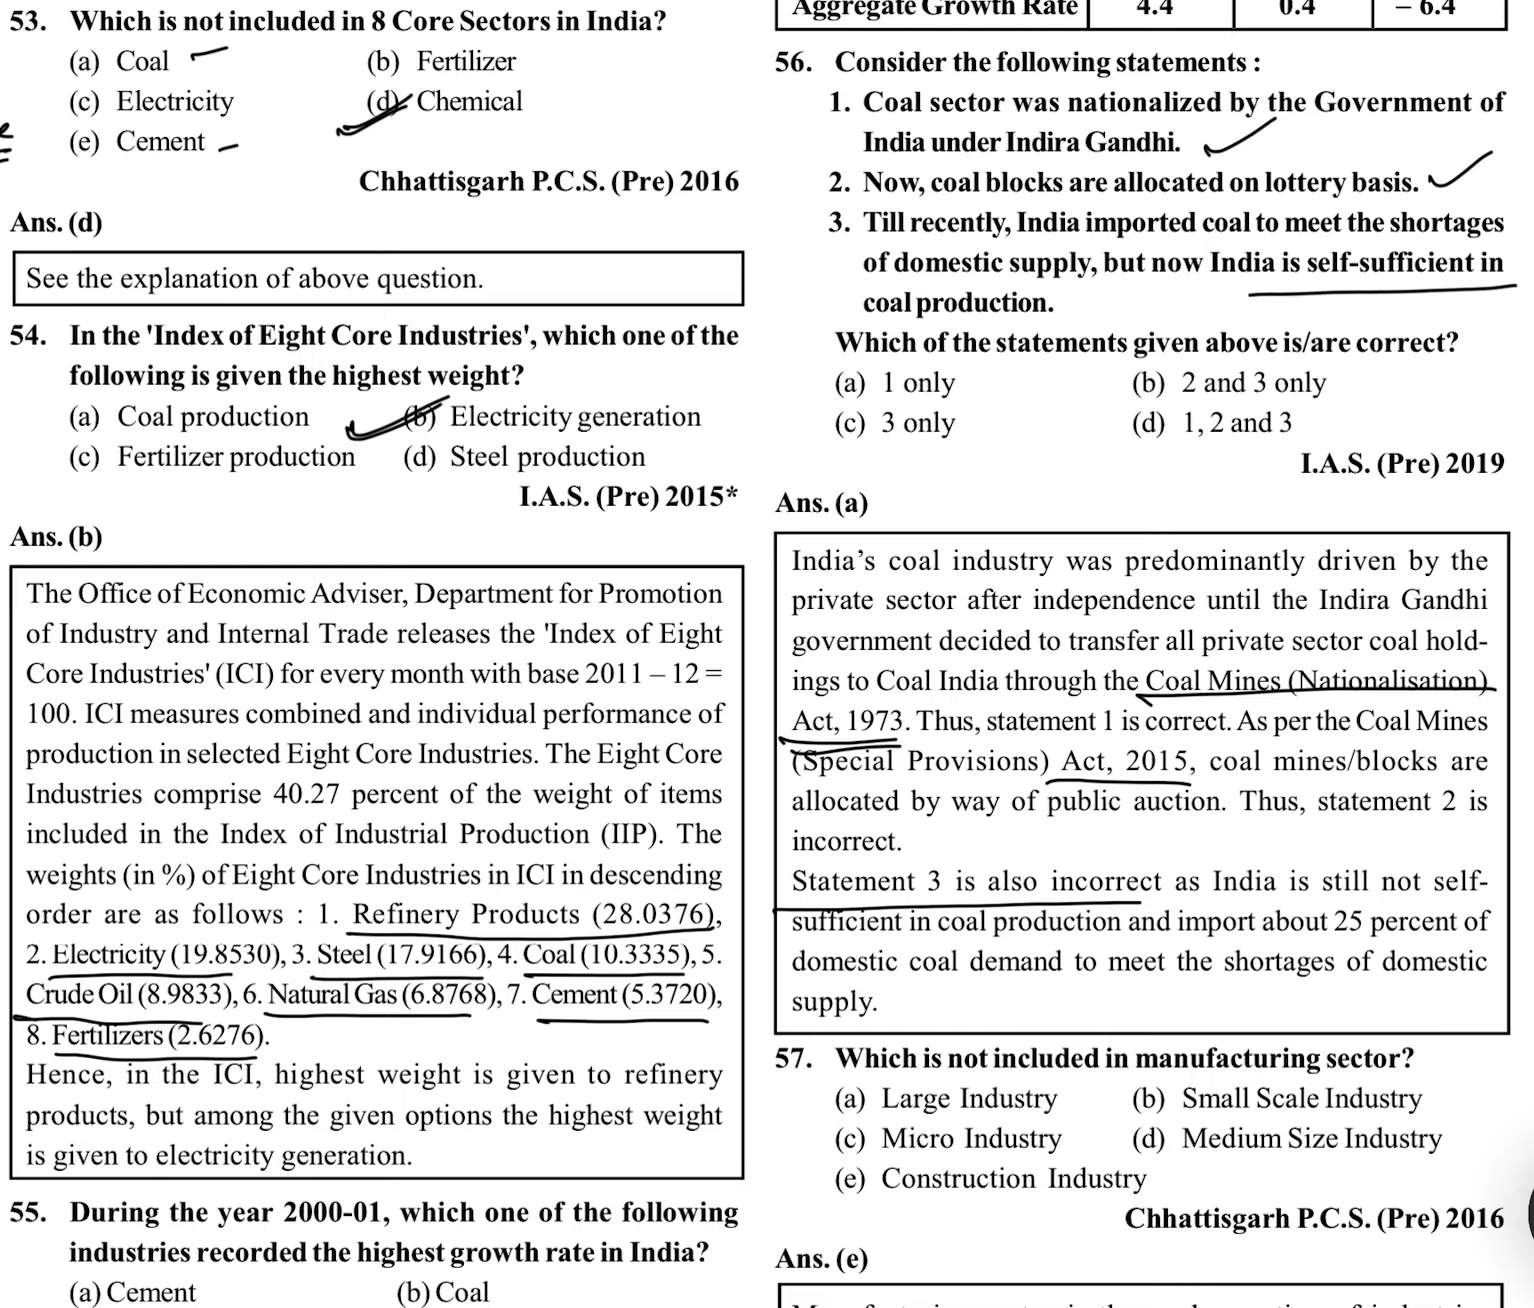 53. Which is not included in 8 Core Sectors in India?
(a) Coal (b) Fertilizer
(c) Electricity (d) Chemical
(e) Cement
Chhattisgarh P.C.S. (Pre) 2016
Ans. (d)
See the explanation of above question.
54. In the 'Index of Eight Core Industries', which one of the
following is given the highest weight?
(a) Coal production (b) Electricity generation
(c) Fertilizer production (d) Steel production
I.A.S. (Pre) 2015*
Ans. (b)
The Office of Economic Adviser, Department for Promotion
of Industry and Internal Trade releases the 'Index of Eight
Core Industries' (ICI) for every month with base 2011 – 12 =
100. ICI measures combined and individual performance of
production in selected Eight Core Industries. The Eight Core
Industries comprise 40.27 percent of the weight of items
included in the Index of Industrial Production (IIP). The
weights (in %) of Eight Core Industries in ICI in descending
order are as follows : 1. Refinery Products (28.0376),
2. Electricity (19.8530), 3. Steel (17.9166), 4. Coal (10.3335), 5.
Crude Oil (8.9833), 6. Natural Gas (6.8768), 7. Cement (5.3720),
8. Fertilizers (2.6276).
Hence, in the ICI, highest weight is given to refinery
products, but among the given options the highest weight
is given to electricity generation.
55. During the year 2000-01, which one of the following
industries recorded the highest growth rate in India?
(a) Cement (b) Coal
Aggregate Growth Rate 4.4 0.4 – 6.4
56. Consider the following statements :
1. Coal sector was nationalized by the Government of
India under Indira Gandhi.
2. Now, coal blocks are allocated on lottery basis.
3. Till recently, India imported coal to meet the shortages
of domestic supply, but now India is self-sufficient in
coal production.
Which of the statements given above is/are correct?
(a) 1 only (b) 2 and 3 only
(c) 3 only (d) 1, 2 and 3
I.A.S. (Pre) 2019
Ans. (a)
India’s coal industry was predominantly driven by the
private sector after independence until the Indira Gandhi
government decided to transfer all private sector coal hold-
ings to Coal India through the Coal Mines (Nationalisation)
Act, 1973. Thus, statement 1 is correct. As per the Coal Mines
(Special Provisions) Act, 2015, coal mines/blocks are
allocated by way of public auction. Thus, statement 2 is
incorrect.
Statement 3 is also incorrect as India is still not self-
sufficient in coal production and import about 25 percent of
domestic coal demand to meet the shortages of domestic
supply.
57. Which is not included in manufacturing sector?
(a) Large Industry (b) Small Scale Industry
(c) Micro Industry (d) Medium Size Industry
(e) Construction Industry
Chhattisgarh P.C.S. (Pre) 2016
Ans. (e)